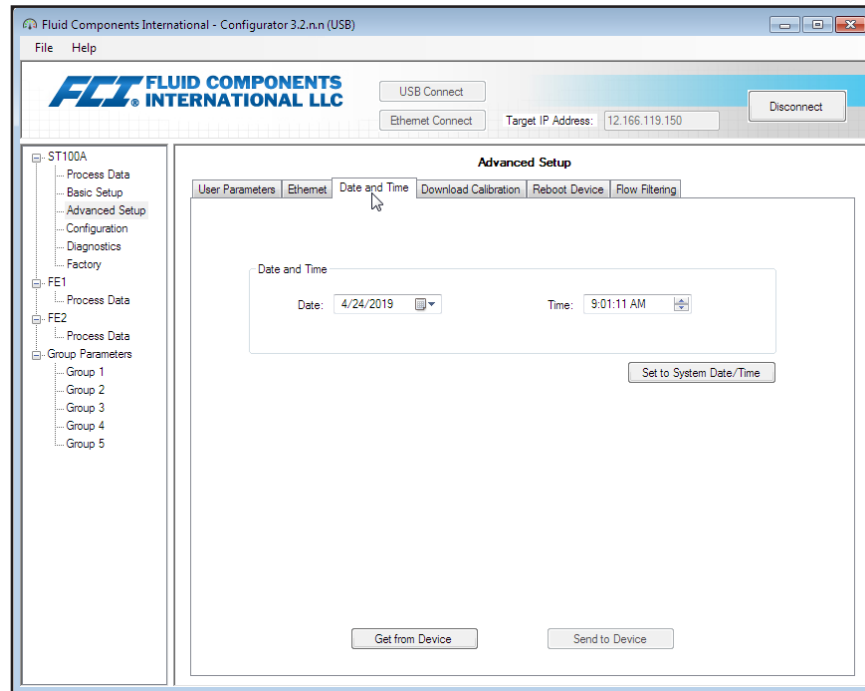 Fluid Components International - Configurator 3.2.n.n (USB)
File Help
FCI FLUID COMPONENTS
® INTERNATIONAL LLC
USB Connect
Ethernet Connect Target IP Address: 12.166.119.150
Disconnect
ST100A
Process Data
Basic Setup
Advanced Setup
Configuration
Diagnostics
Factory
FE1
Process Data
FE2
Process Data
Group Parameters
Group 1
Group 2
Group 3
Group 4
Group 5
Advanced Setup
User Parameters Ethernet Date and Time Download Calibration Reboot Device Flow Filtering
Date and Time
Date: 4/24/2019 Time: 9:01:11 AM
Set to System Date/Time
Get from Device Send to Device